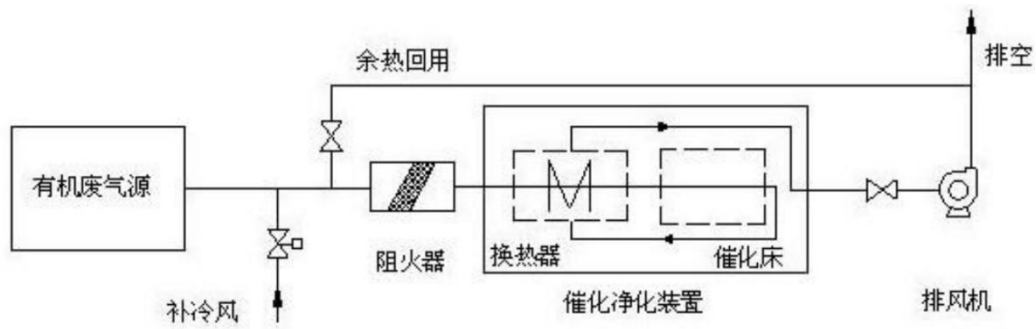 余热回用
排空
有机废气源
阻火器
换热器
催化床
补冷风
催化净化装置
排风机